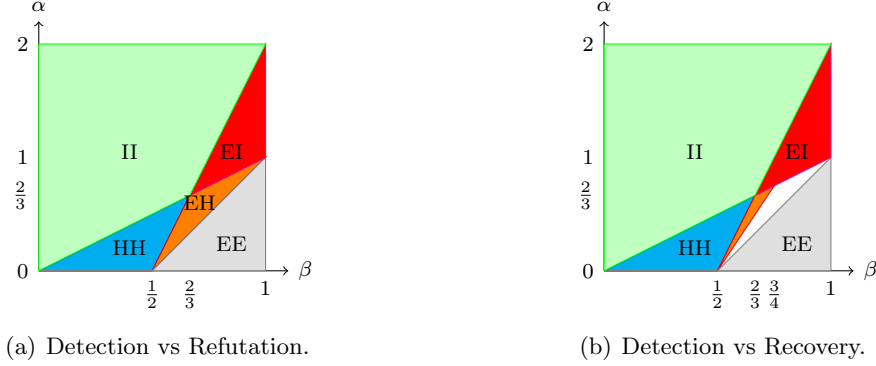 α
2
1
2/3
0
II
EI
EH
HH
EE
1/2
2/3
1
β
(a) Detection vs Refutation.
α
2
1
2/3
0
II
EI
HH
EE
1/2
2/3
3/4
1
β
(b) Detection vs Recovery.